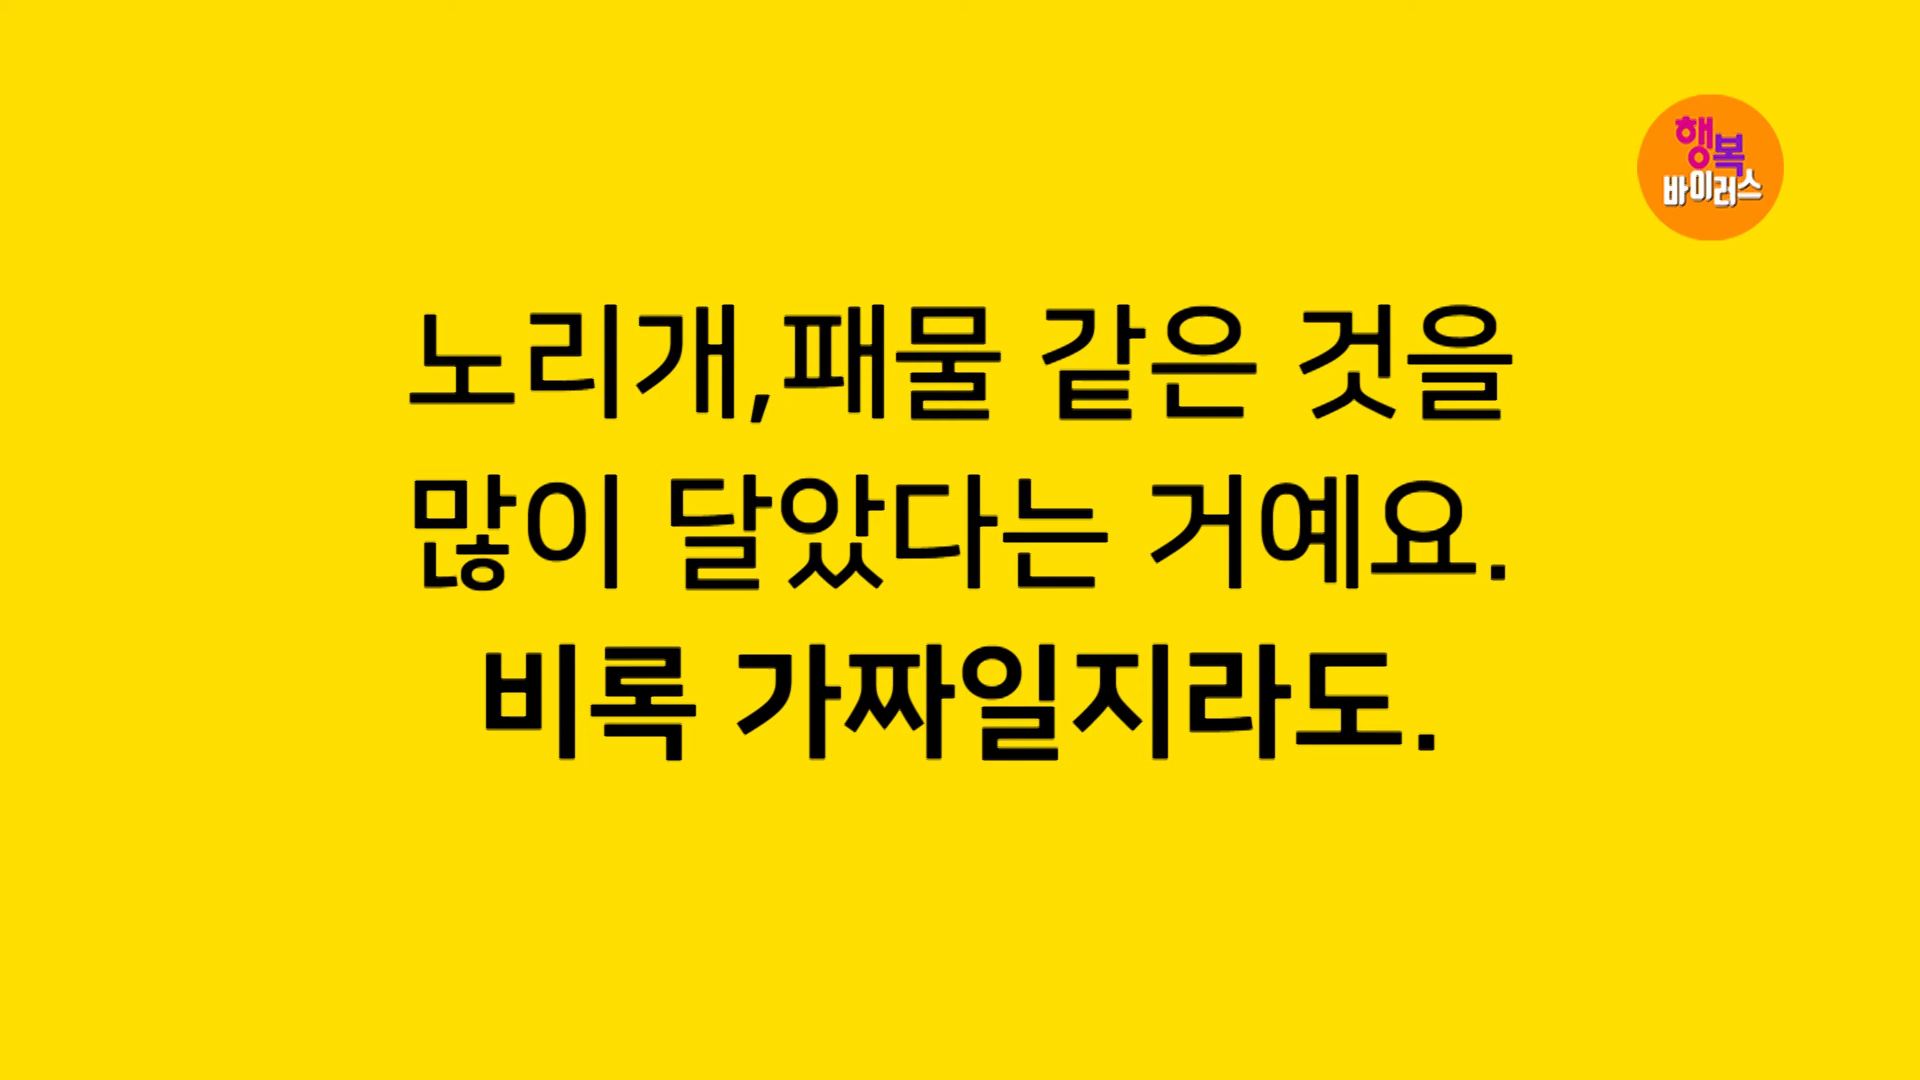 행복
바이러스
노리개,패물 같은 것을
많이 달았다는 거예요.
비록 가짜일지라도.